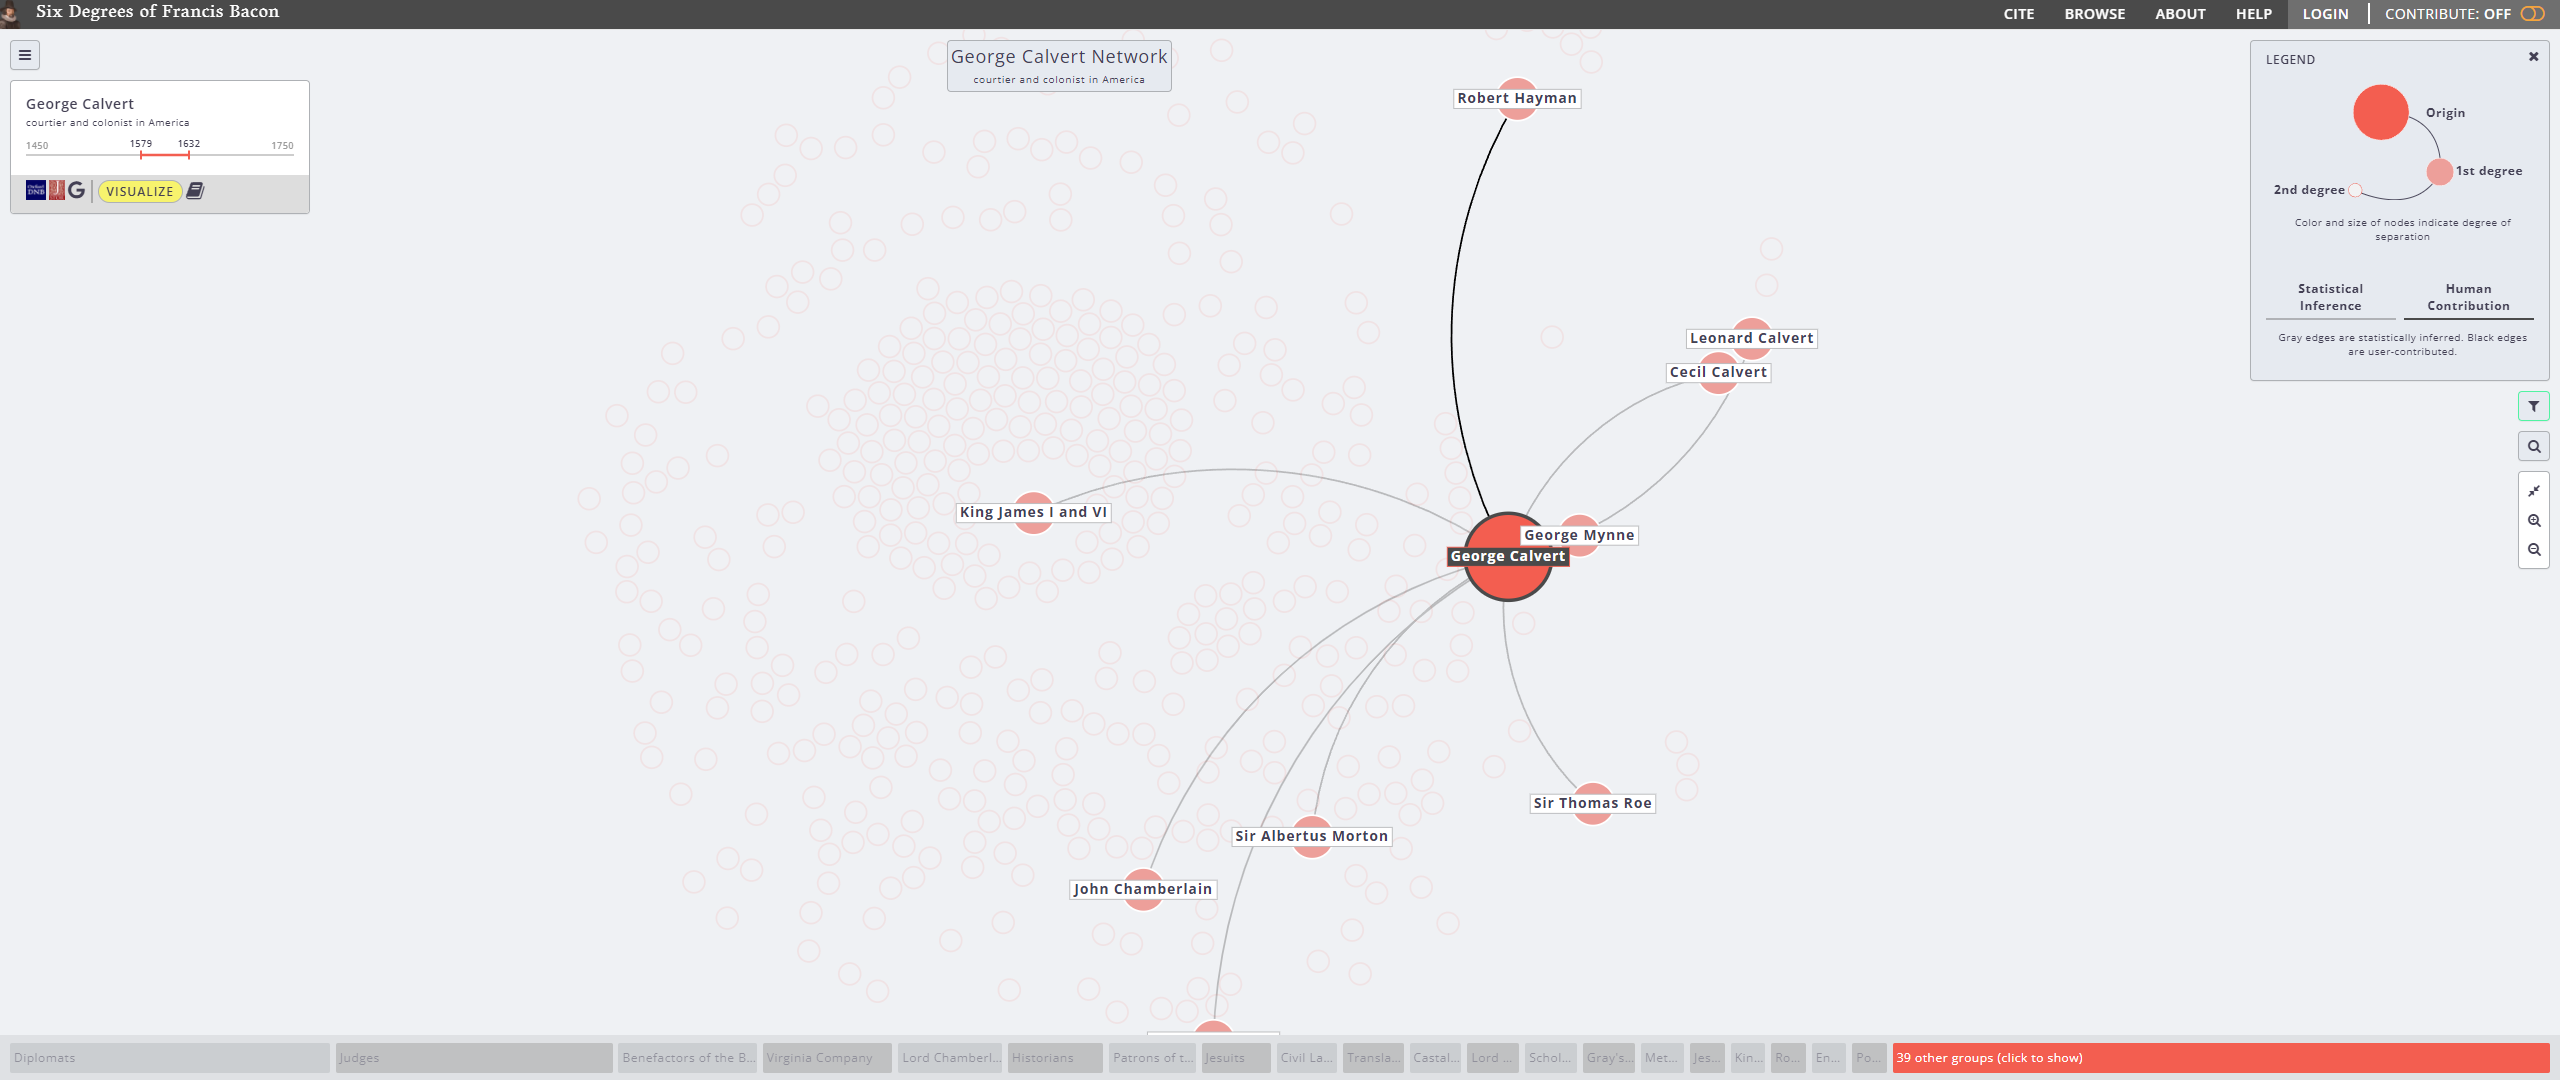 Six Degrees of Francis Bacon
CITE BROWSE ABOUT HELP LOGIN CONTRIBUTE: OFF
George Calvert Network
courtier and colonist in America
George Calvert
courtier and colonist in America
1450 1579 1632 1750
VISUALIZE
LEGEND
Origin
1st degree
2nd degree
Color and size of nodes indicate degree of
separation
Statistical
Inference
Human
Contribution
Gray edges are statistically inferred. Black edges
are user-contributed.
Robert Hayman
Leonard Calvert
Cecil Calvert
King James I and VI
George Mynne
George Calvert
Sir Thomas Roe
Sir Albertus Morton
John Chamberlain
Diplomats
Judges
Benefactors of the B...
Virginia Company
Lord Chamberl...
Historians
Patrons of t...
Jesuits
Civil La...
Transla...
Castal...
Lord ...
Schol...
Gray's...
Met...
Jes...
Kin...
Ro...
En...
Po...
39 other groups (click to show)